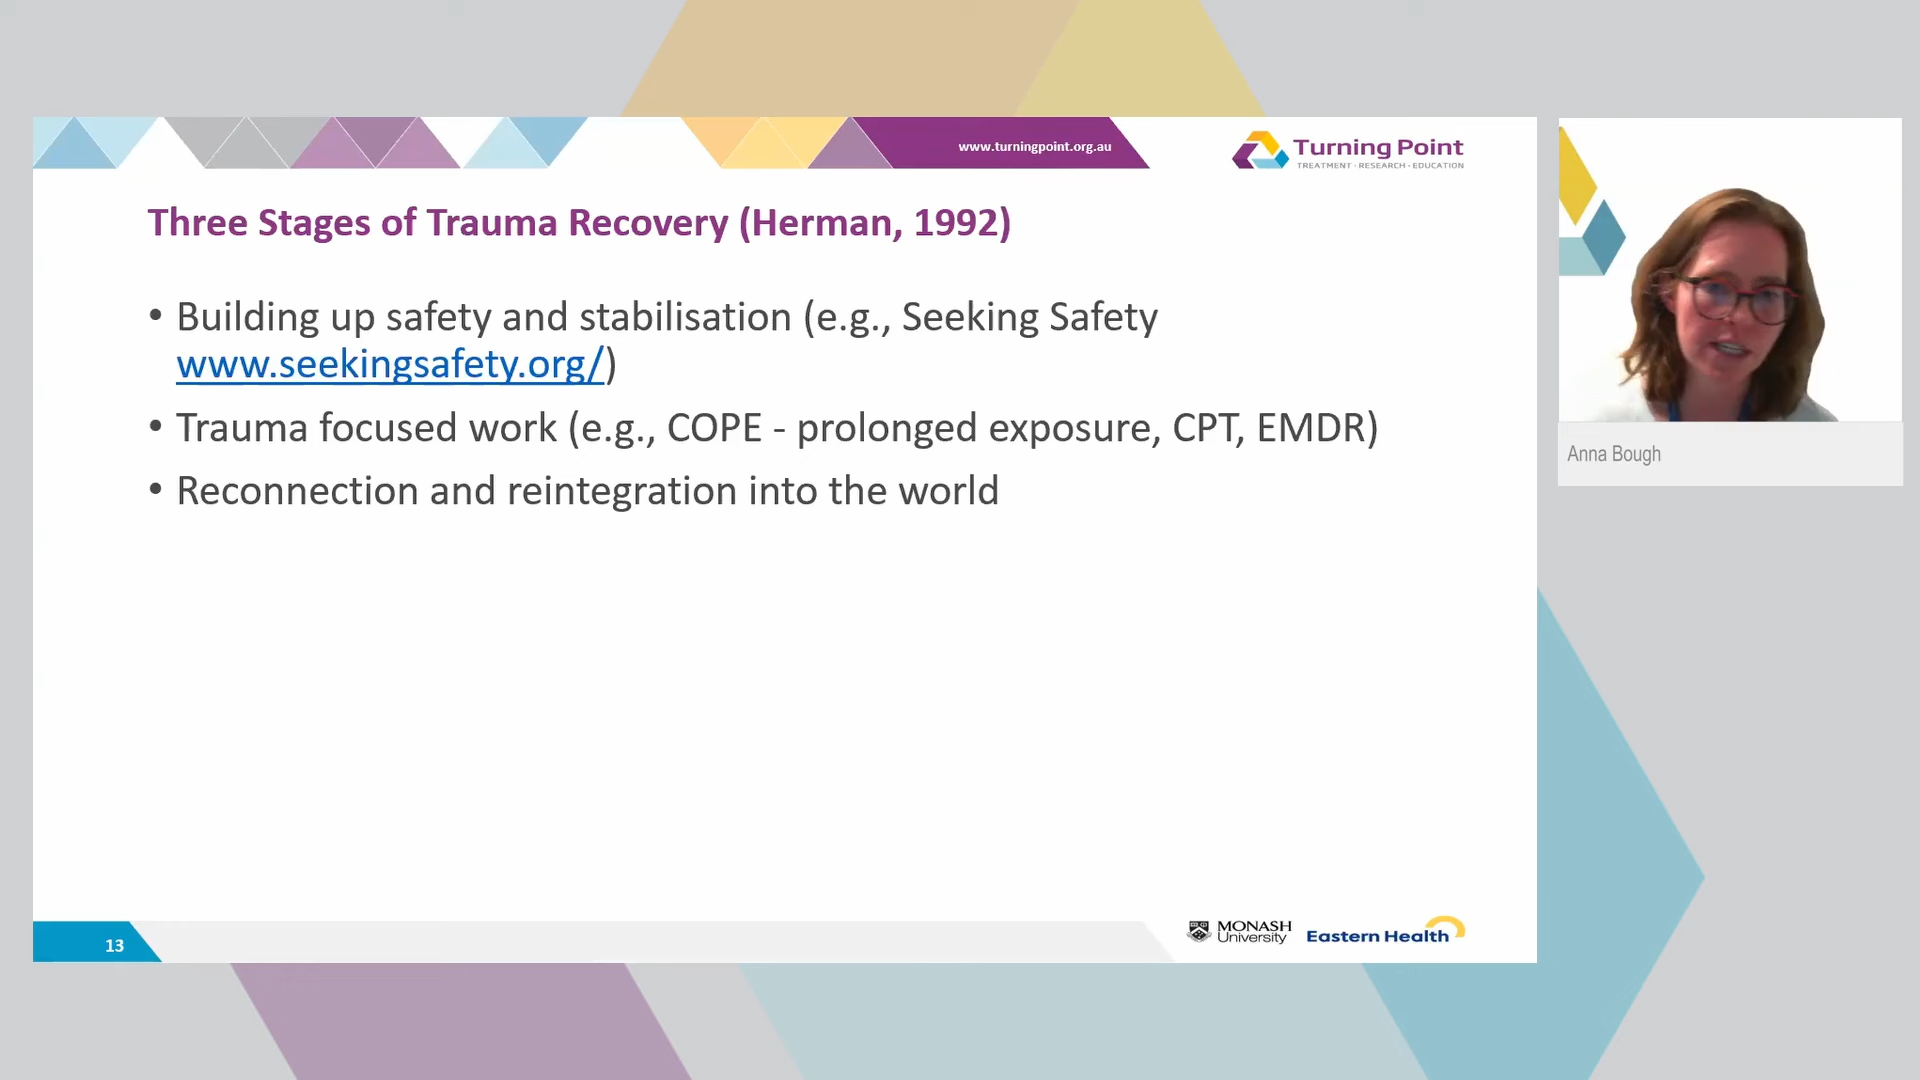 www.turningpoint.org.au
Turning Point
TREATMENT · RESEARCH · EDUCATION
Three Stages of Trauma Recovery (Herman, 1992)
• Building up safety and stabilisation (e.g., Seeking Safety
www.seekingsafety.org/)
• Trauma focused work (e.g., COPE - prolonged exposure, CPT, EMDR)
• Reconnection and reintegration into the world
Anna Bough
13
MONASH
University
Eastern Health